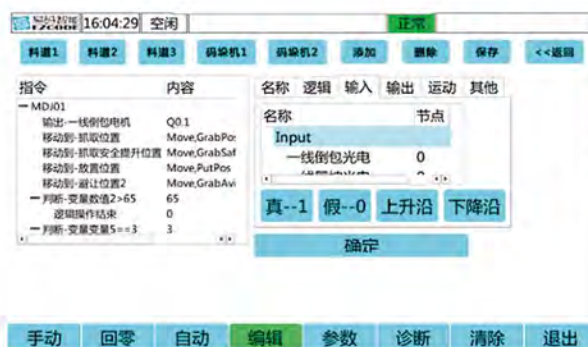 易码智能 EZCODE 16:04:29 空闲 正常
料道1 料道2 料道3 码垛机1 码垛机2 添加 删除 保存 <<返回
指令 内容
MDJ01
输出-一线倒包电机 Q0.1
移动到-抓取位置 Move,GrabPo
移动到-抓取安全提升位置 Move,GrabSaf
移动到-放置位置 Move,PutPos
移动到-避让位置2 Move,GrabAvi
判断-变量数值2>65 65
逻辑操作结束 0
判断-变量变量5==3 3
名称 逻辑 输入 输出 运动 其他
名称 节点
Input
一线倒包光电 0
真--1 假--0 上升沿 下降沿
确定
手动 回零 自动 编辑 参数 诊断 清除 退出